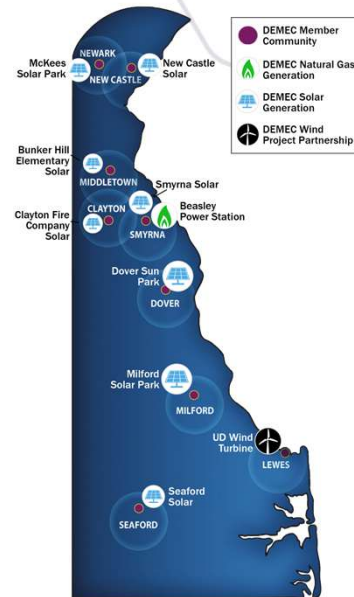 NEWARK
McKees
Solar Park
NEW CASTLE
New Castle
Solar
DEMEC Member
Community
DEMEC Natural Gas
Generation
DEMEC Solar
Generation
DEMEC Wind
Project Partnership
Bunker Hill
Elementary
Solar
MIDDLETOWN
Smyrna Solar
Clayton Fire
Company
Solar
CLAYTON
SMYRNA
Beasley
Power Station
Dover Sun
Park
DOVER
Milford
Solar Park
MILFORD
UD Wind
Turbine
LEWES
Seaford
Solar
SEAFORD